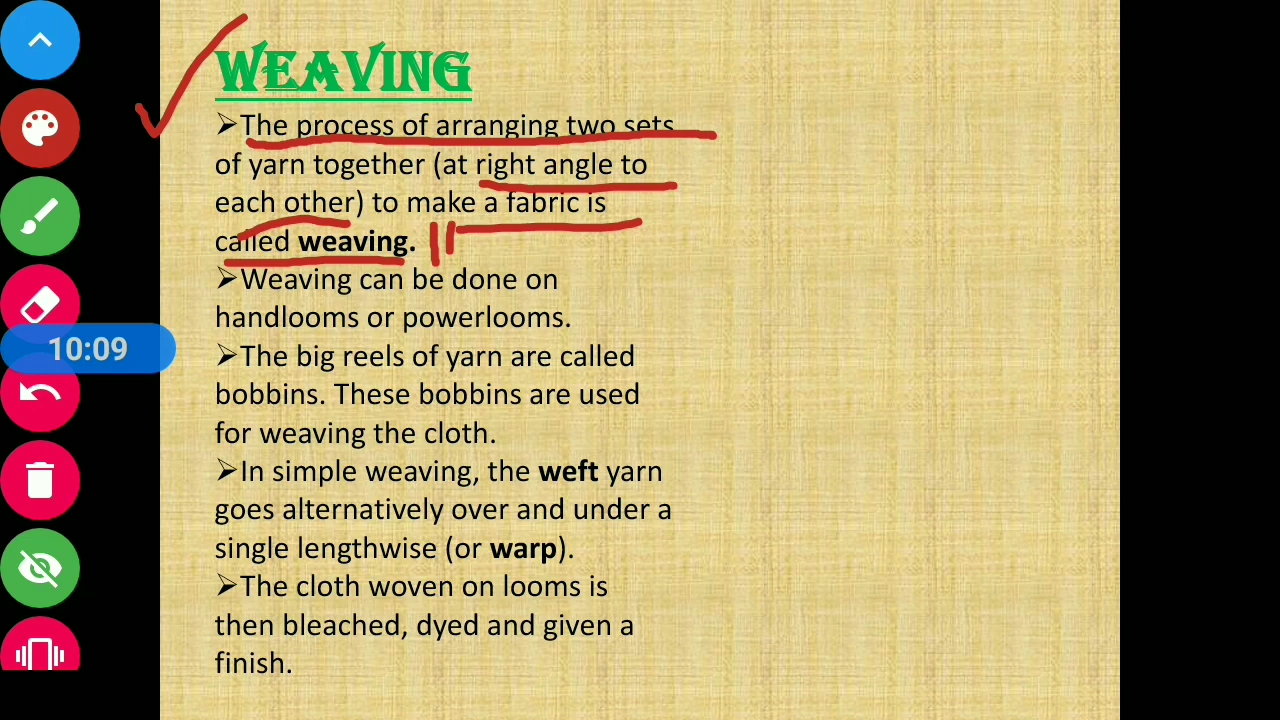 WEAVING
➢The process of arranging two sets
of yarn together (at right angle to
each other) to make a fabric is
called weaving.
➢Weaving can be done on
handlooms or powerlooms.
➢The big reels of yarn are called
bobbins. These bobbins are used
for weaving the cloth.
➢In simple weaving, the weft yarn
goes alternatively over and under a
single lengthwise (or warp).
➢The cloth woven on looms is
then bleached, dyed and given a
finish.
10:09